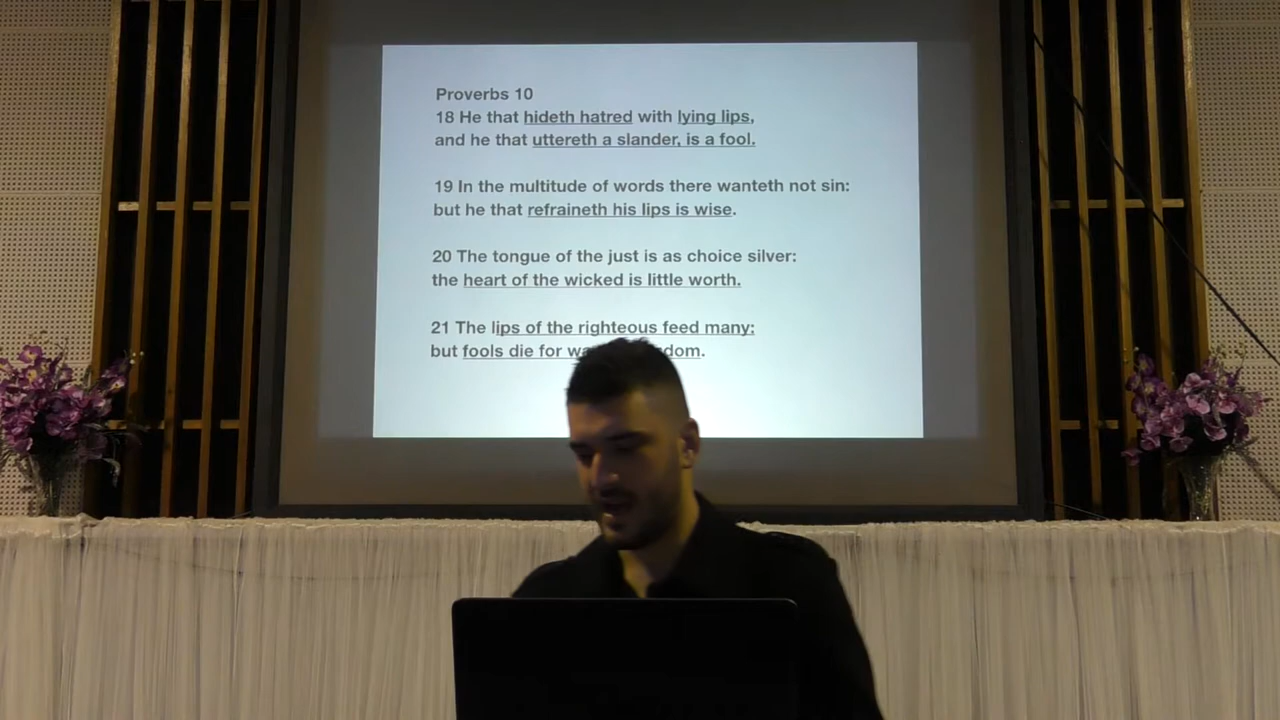 Proverbs 10
18 He that hideth hatred with lying lips,
and he that uttereth a slander, is a fool.
19 In the multitude of words there wanteth not sin:
but he that refraineth his lips is wise.
20 The tongue of the just is as choice silver:
the heart of the wicked is little worth.
21 The lips of the righteous feed many:
but fools die for